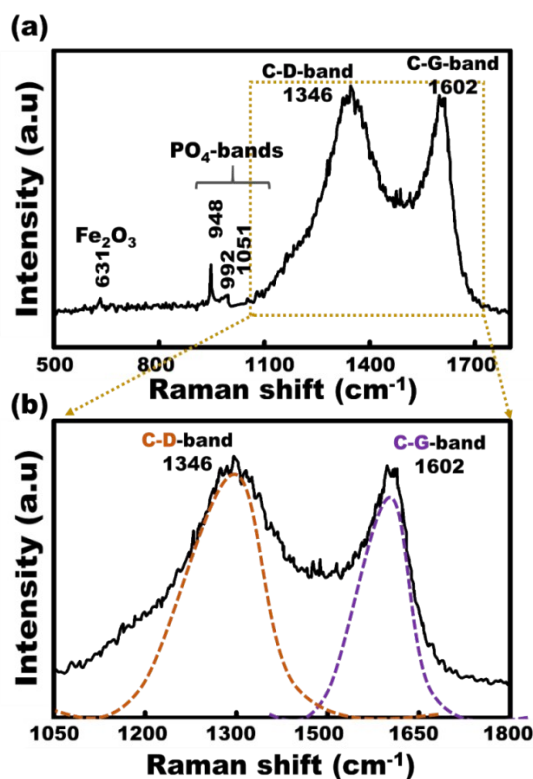 (a)
C-D-band
1346
C-G-band
1602
PO₄-bands
948
992
1051
Fe₂O₃
631
Intensity (a.u)
500 800 1100 1400 1700
Raman shift (cm⁻¹)
(b)
C-D-band
1346
C-G-band
1602
Intensity (a.u)
1050 1200 1300 1500 1650 1800
Raman shift (cm⁻¹)